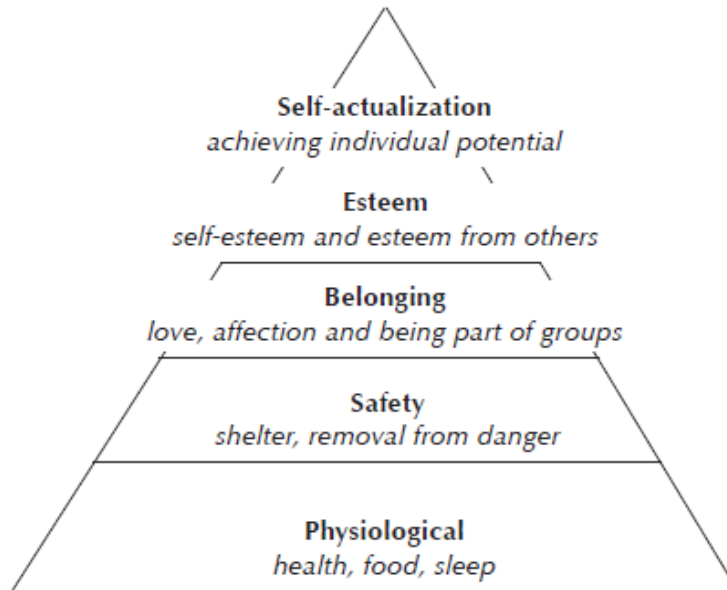 Self-actualization
achieving individual potential
Esteem
self-esteem and esteem from others
Belonging
love, affection and being part of groups
Safety
shelter, removal from danger
Physiological
health, food, sleep